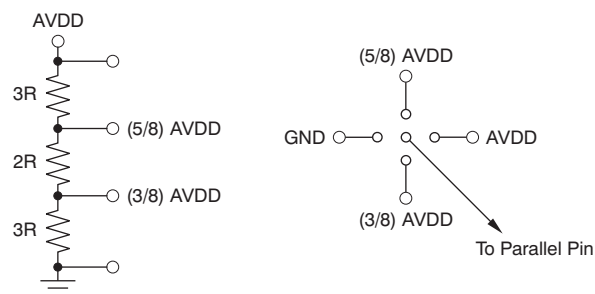 AVDD
3R
(5/8) AVDD
2R
(3/8) AVDD
3R
(5/8) AVDD
GND
AVDD
(3/8) AVDD
To Parallel Pin